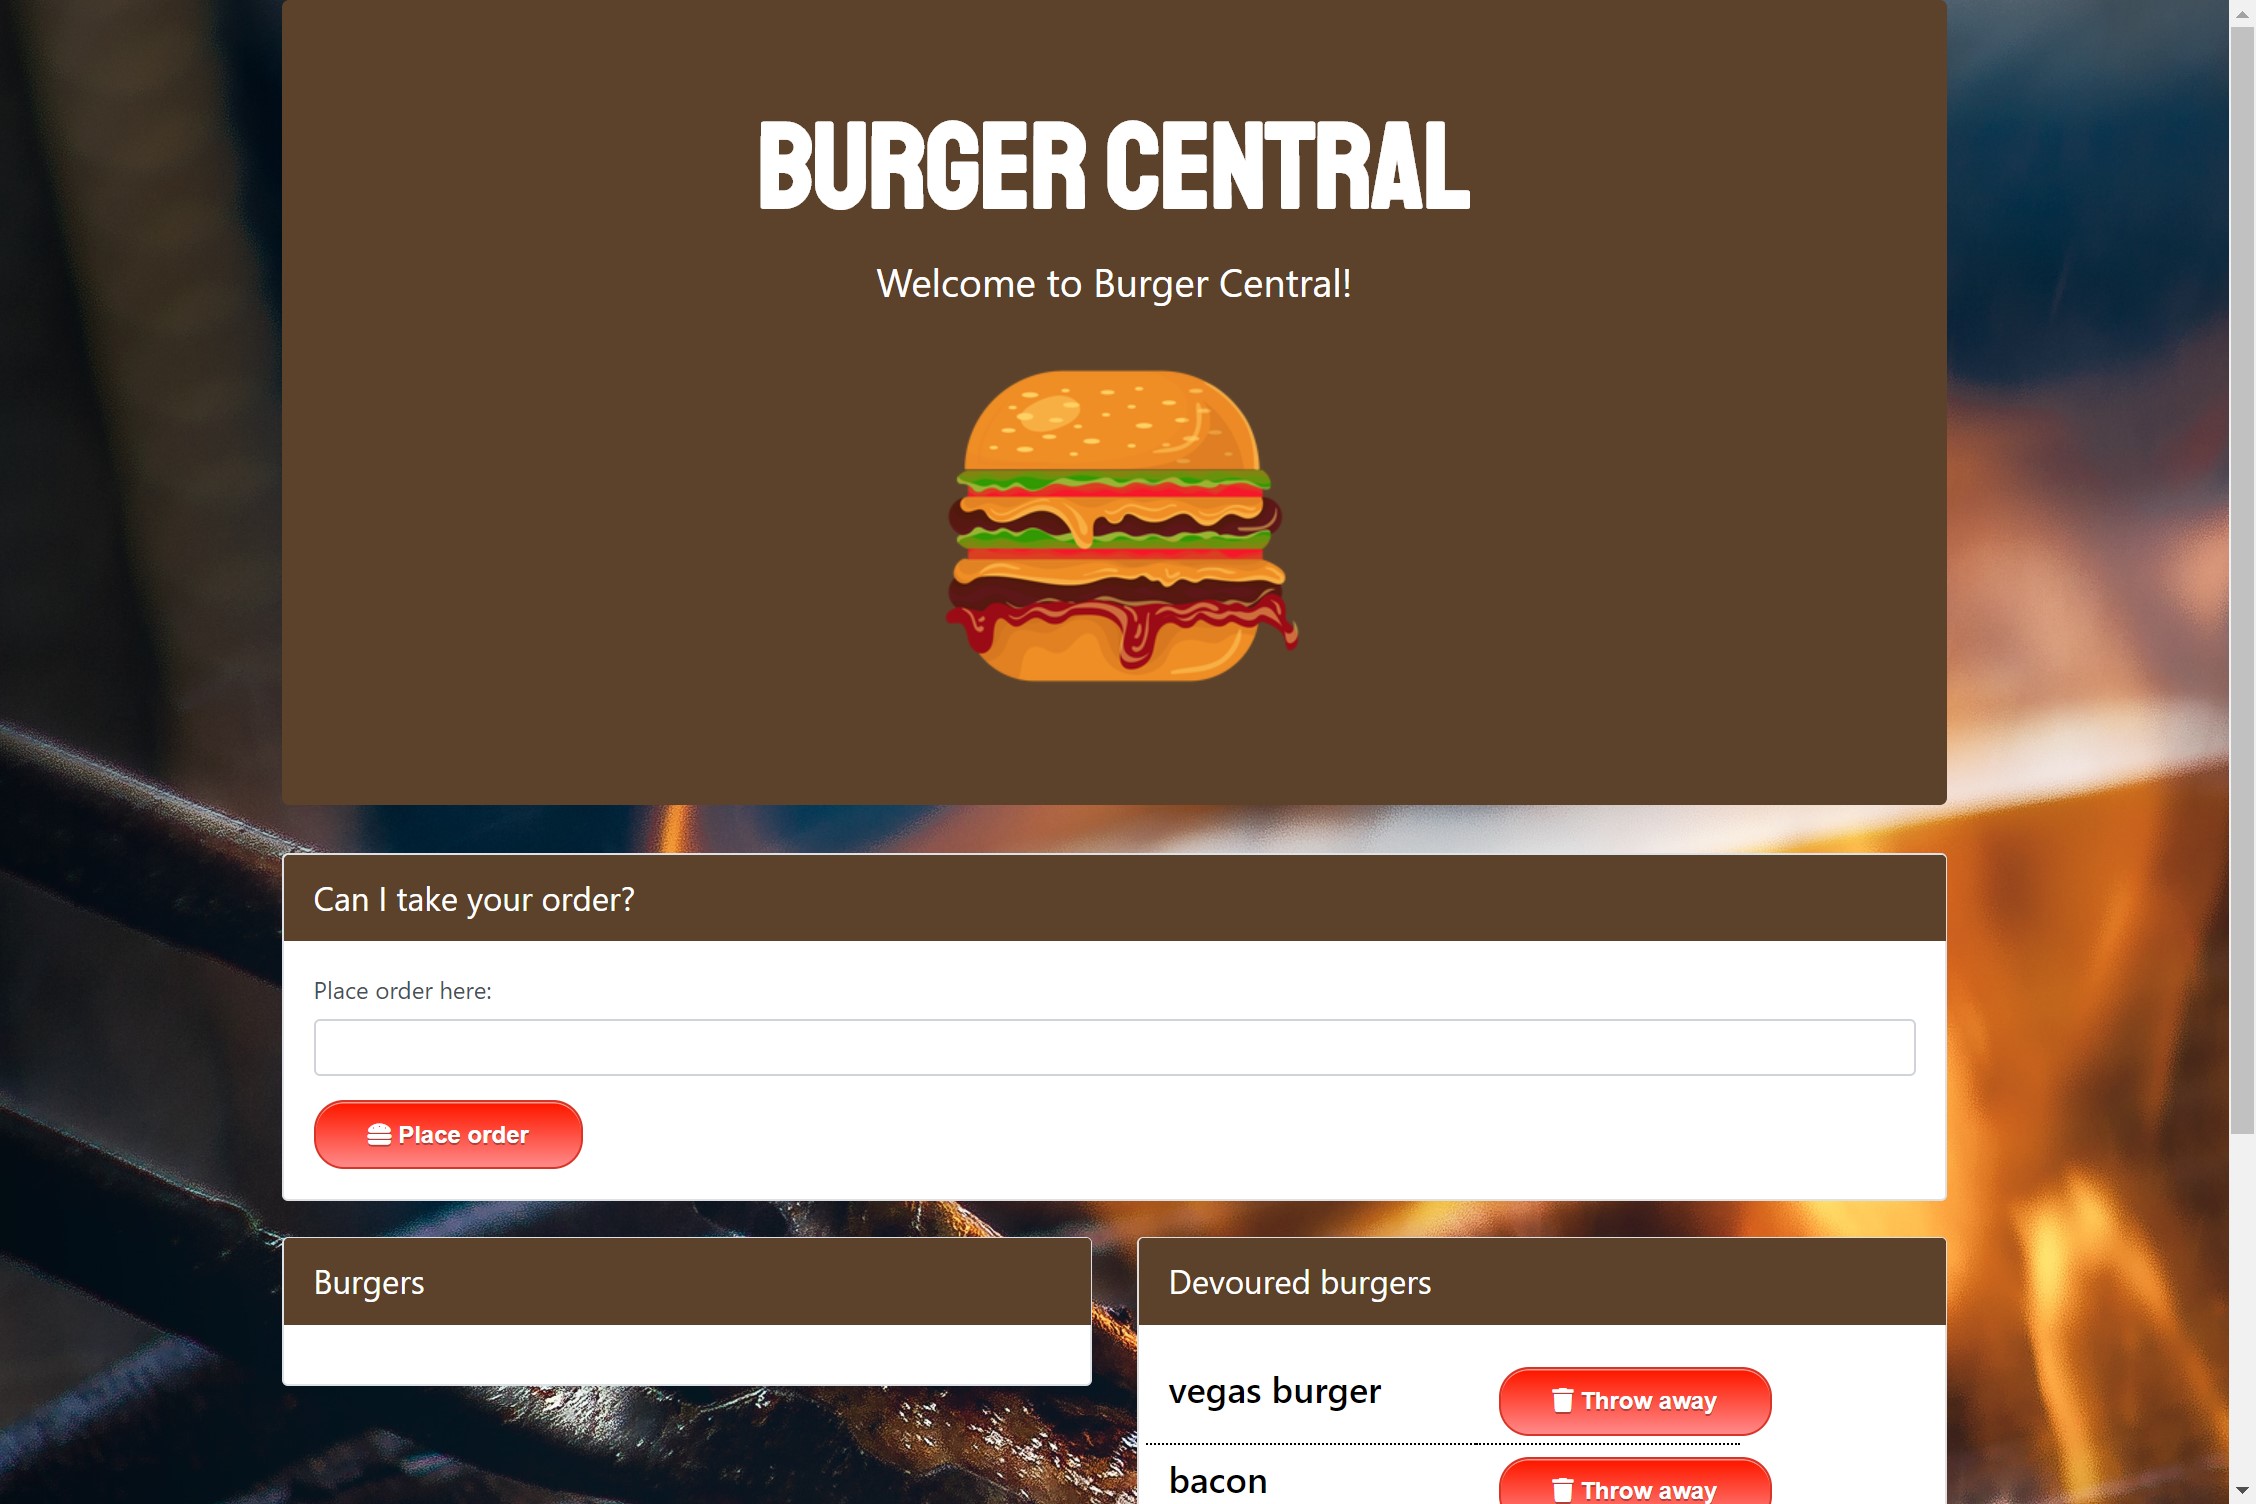 BURGER CENTRAL
Welcome to Burger Central!
Can I take your order?
Place order here:
Place order
Burgers
Devoured burgers
vegas burger
Throw away
bacon
Throw away